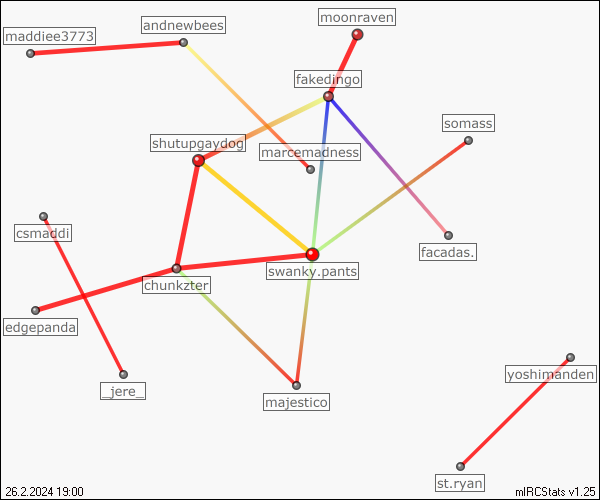 moonraven
andnewbees
maddiee3773
fakedingo
somass
shutupgaydog
marcemadness
csmaddi
facadas.
swanky.pants
chunkzter
edgepanda
yoshimanden
_jere_
majestico
st.ryan
26.2.2024 19:00
mIRCStats v1.25